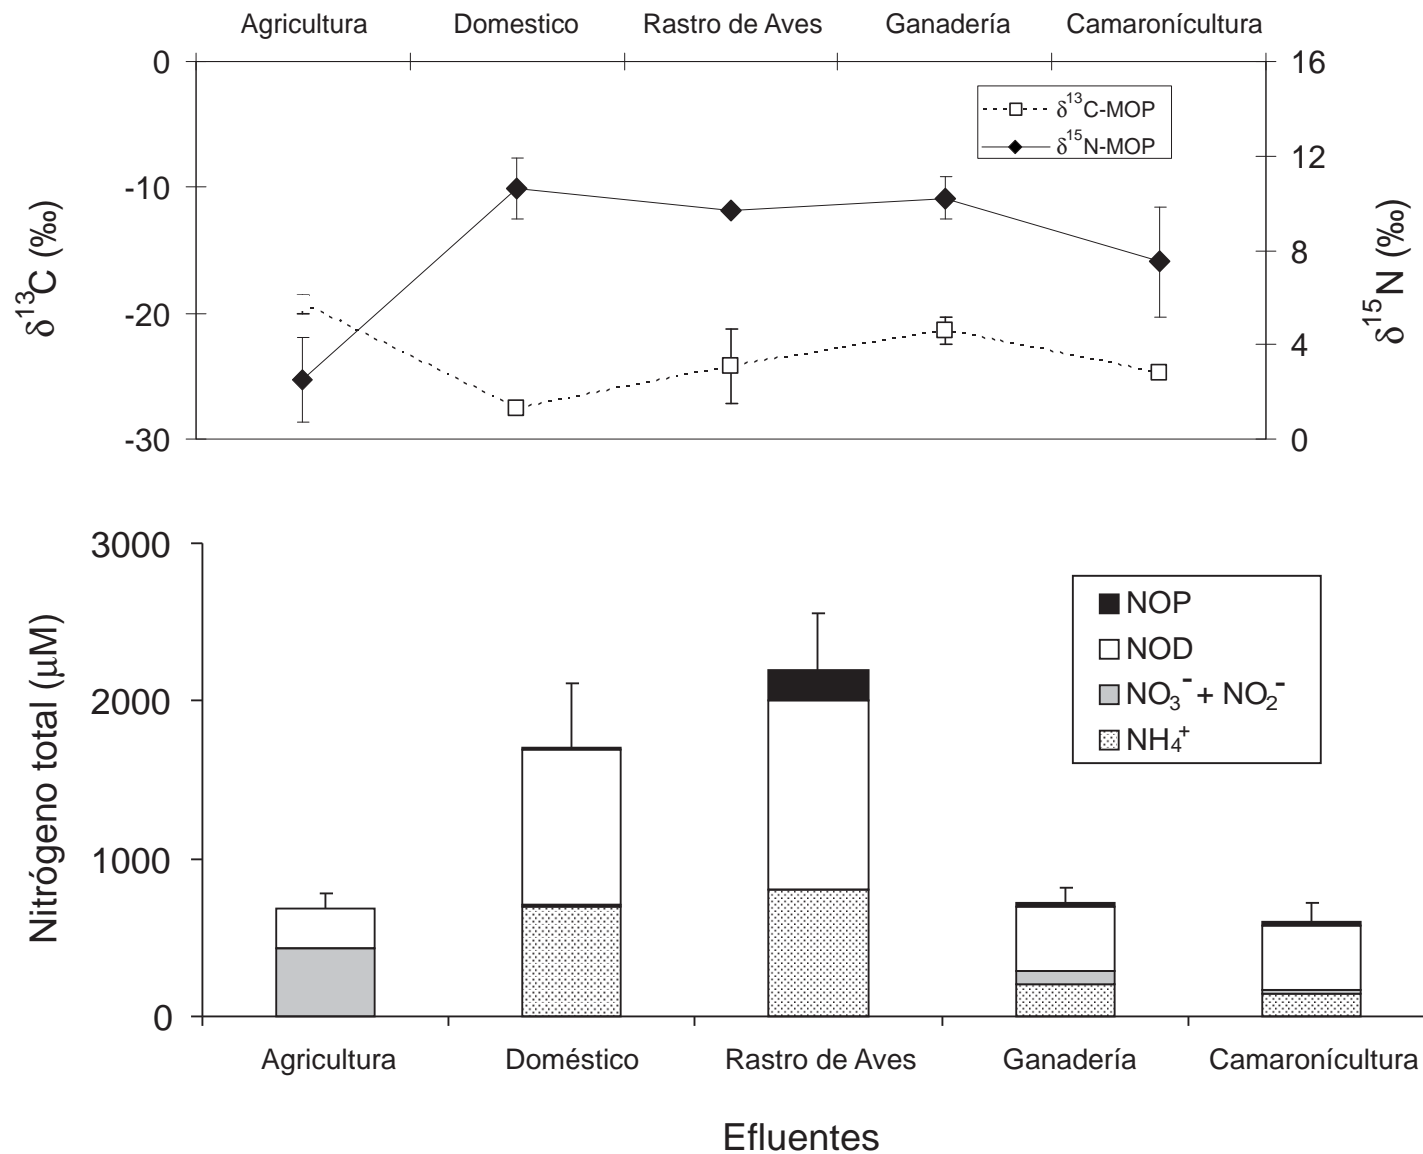 Agricultura Domestico Rastro de Aves Ganadería Camaronícultura
0 16
δ¹³C-MOP
δ¹⁵N-MOP
12
-10
8
-20
4
-30 0
δ¹³C (‰)
δ¹⁵N (‰)
3000
2000
1000
0
Nitrógeno total (µM)
NOP
NOD
NO₃⁻ + NO₂⁻
NH₄⁺
Agricultura Doméstico Rastro de Aves Ganadería Camaronícultura
Efluentes